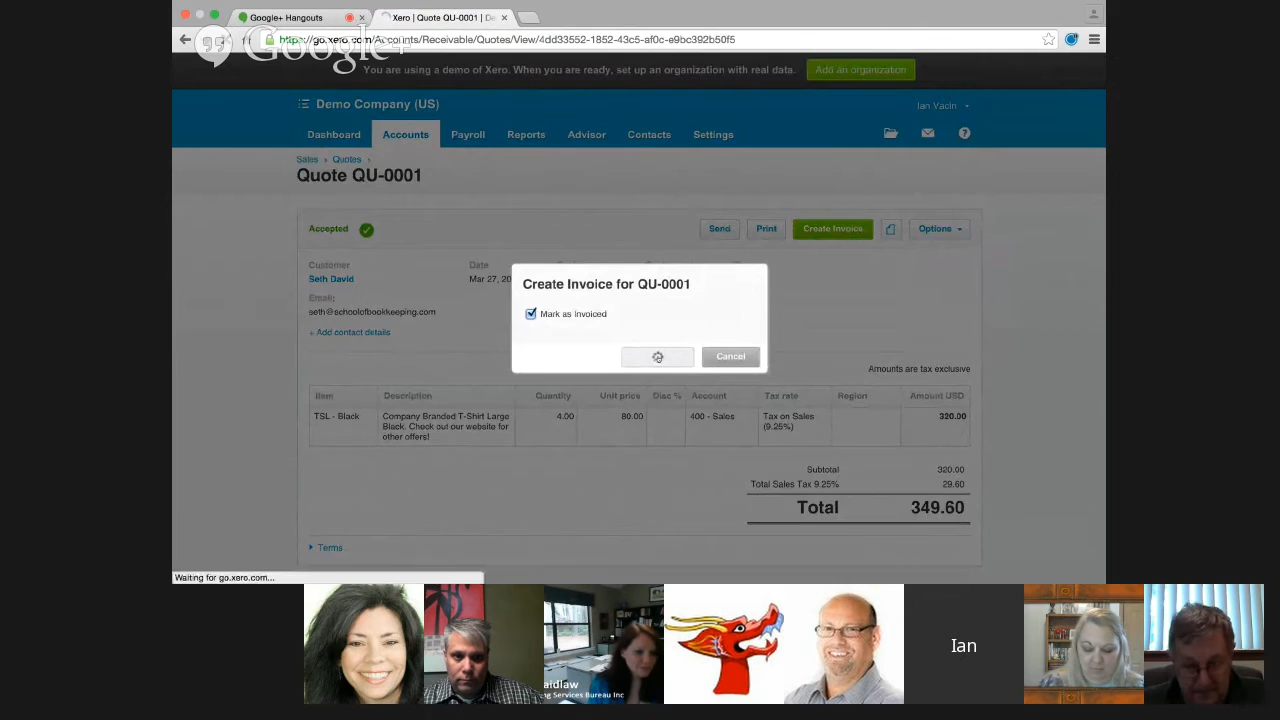 Google+ Hangouts
Xero | Quote QU-0001 | De
https://go.xero.com/Accounts/Receivable/Quotes/View/4dd33552-1852-43c5-af0c-e9bc392b50f5
Google+
You are using a demo of Xero. When you are ready, set up an organization with real data. Add an organization
Demo Company (US)
Ian Vacin
Dashboard Accounts Payroll Reports Advisor Contacts Settings
Sales › Quotes ›
Quote QU-0001
Accepted Send Print Create Invoice Options
Customer Date
Seth David Mar 27, 20
Email:
seth@schoolofbookkeeping.com
+ Add contact details
Create Invoice for QU-0001
Mark as invoiced
Cancel
Amounts are tax exclusive
Item Description Quantity Unit price Disc % Account Tax rate Region Amount USD
TSL - Black Company Branded T-Shirt Large 4.00 80.00 400 - Sales Tax on Sales 320.00
Black. Check out our website for (9.25%)
other offers!
Subtotal 320.00
Total Sales Tax 9.25% 29.60
Total 349.60
Terms
Waiting for go.xero.com...
Ian
aidlaw
ng Services Bureau Inc